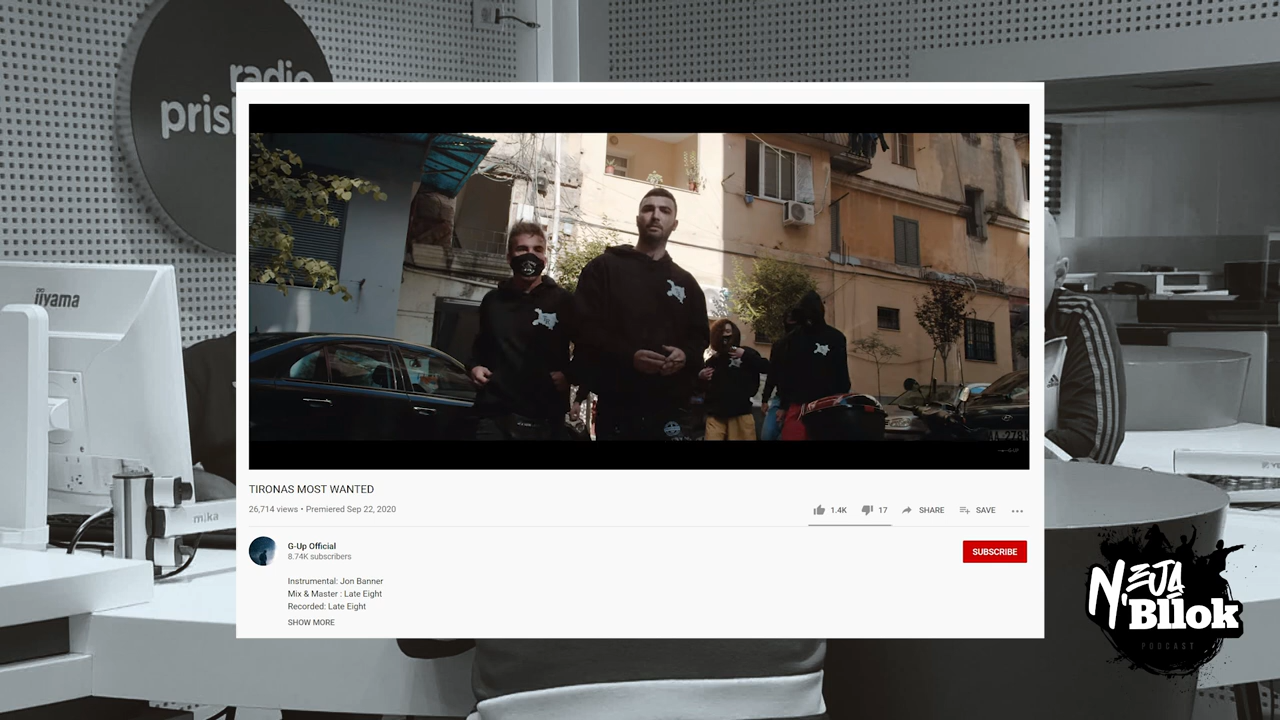 radio
iiyama
mika
TIRONAS MOST WANTED
26,714 views • Premiered Sep 22, 2020
1.4K
17
SHARE
SAVE
G-Up Official
8.74K subscribers
SUBSCRIBE
Instrumental: Jon Banner
Mix & Master : Late Eight
Recorded: Late Eight
SHOW MORE
NEJA
N'Bllok
PODCAST